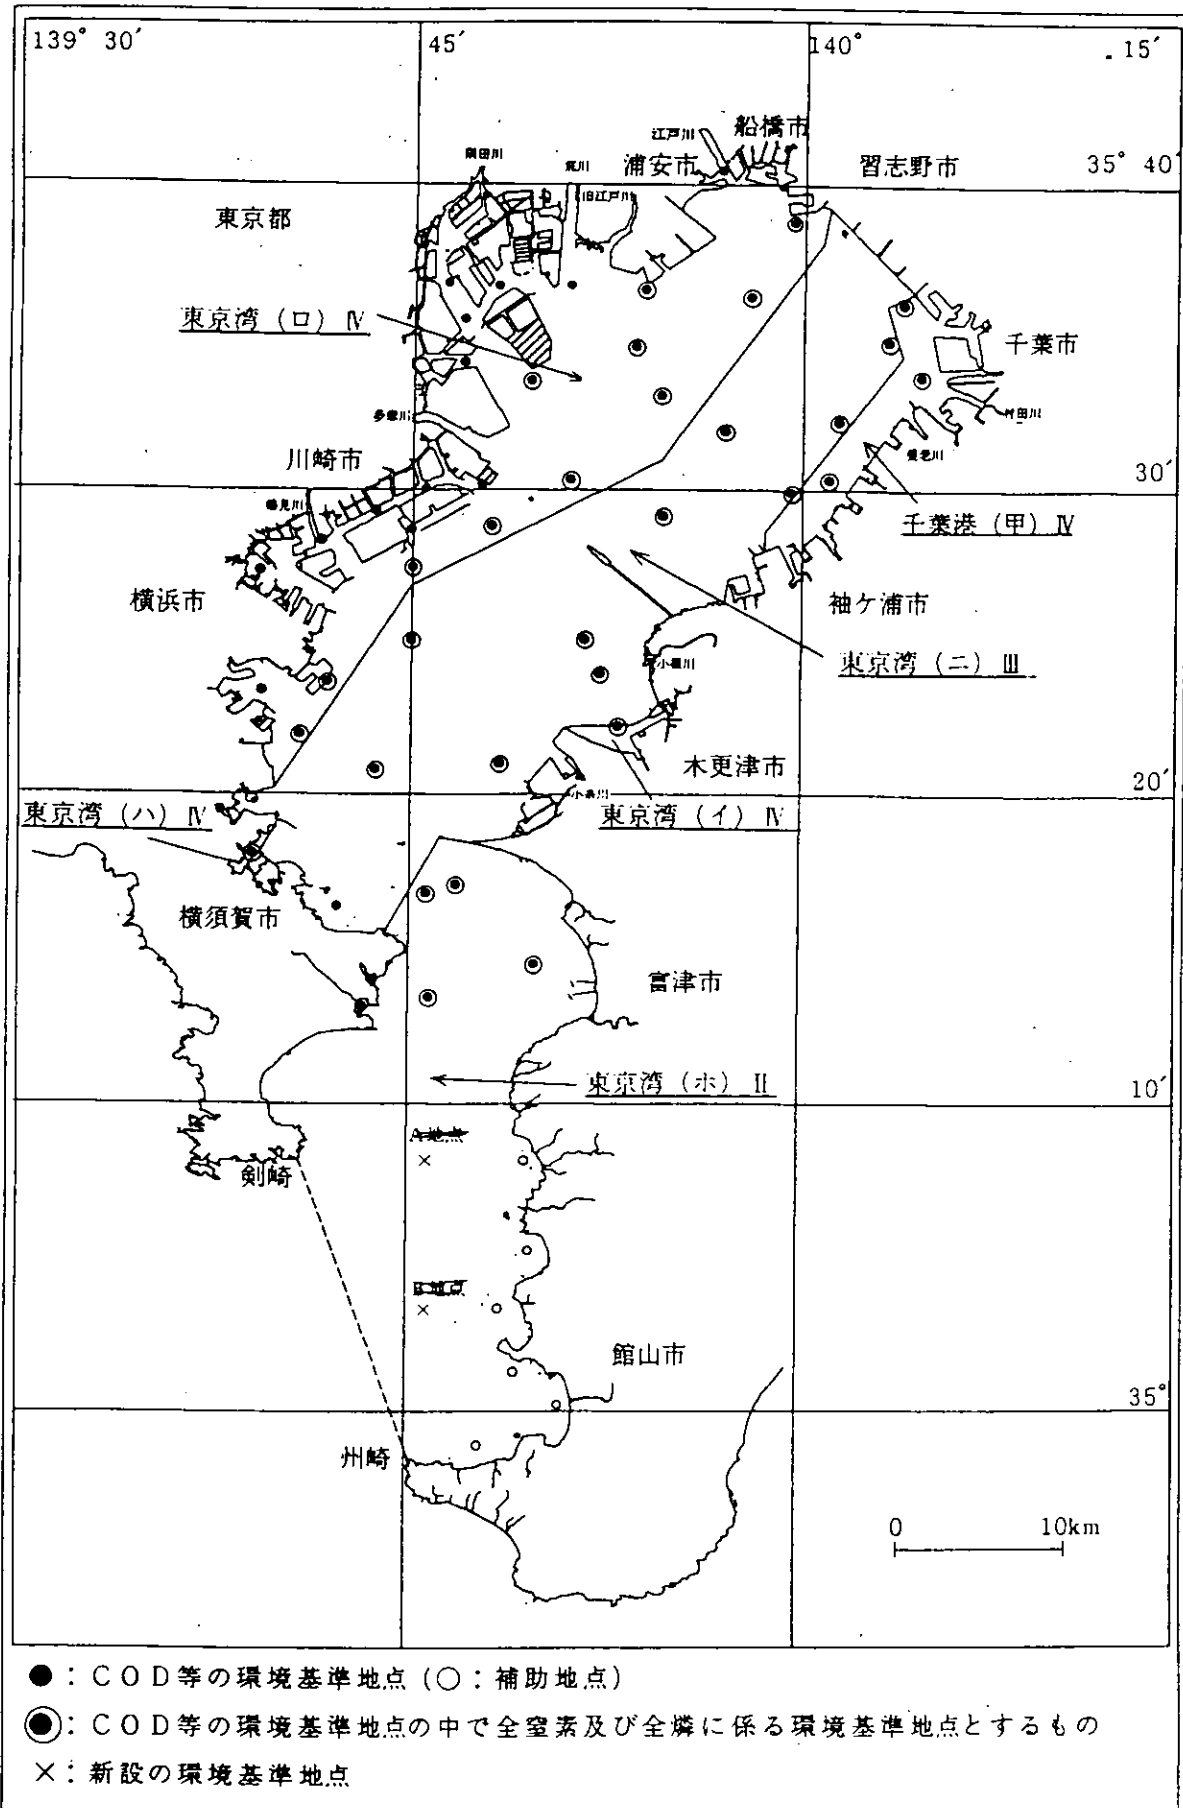 139° 30′
45′
140°
15′
船橋市
江戸川
浦安市
習志野市
隅田川
荒川
35° 40′
旧江戸川
東京都
東京湾（ロ）Ⅳ
千葉市
多摩川
村田川
川崎市
養老川
30′
鶴見川
千葉港（甲）Ⅳ
横浜市
袖ケ浦市
小櫃川
東京湾（ニ）Ⅲ
木更津市
20′
東京湾（ハ）Ⅳ
小糸川
東京湾（イ）Ⅳ
横須賀市
富津市
東京湾（ホ）Ⅱ
10′
A地点
剣崎
B地点
館山市
35°
州崎
0 10km
●：ＣＯＤ等の環境基準地点（○：補助地点）
◉：ＣＯＤ等の環境基準地点の中で全窒素及び全燐に係る環境基準地点とするもの
×：新設の環境基準地点